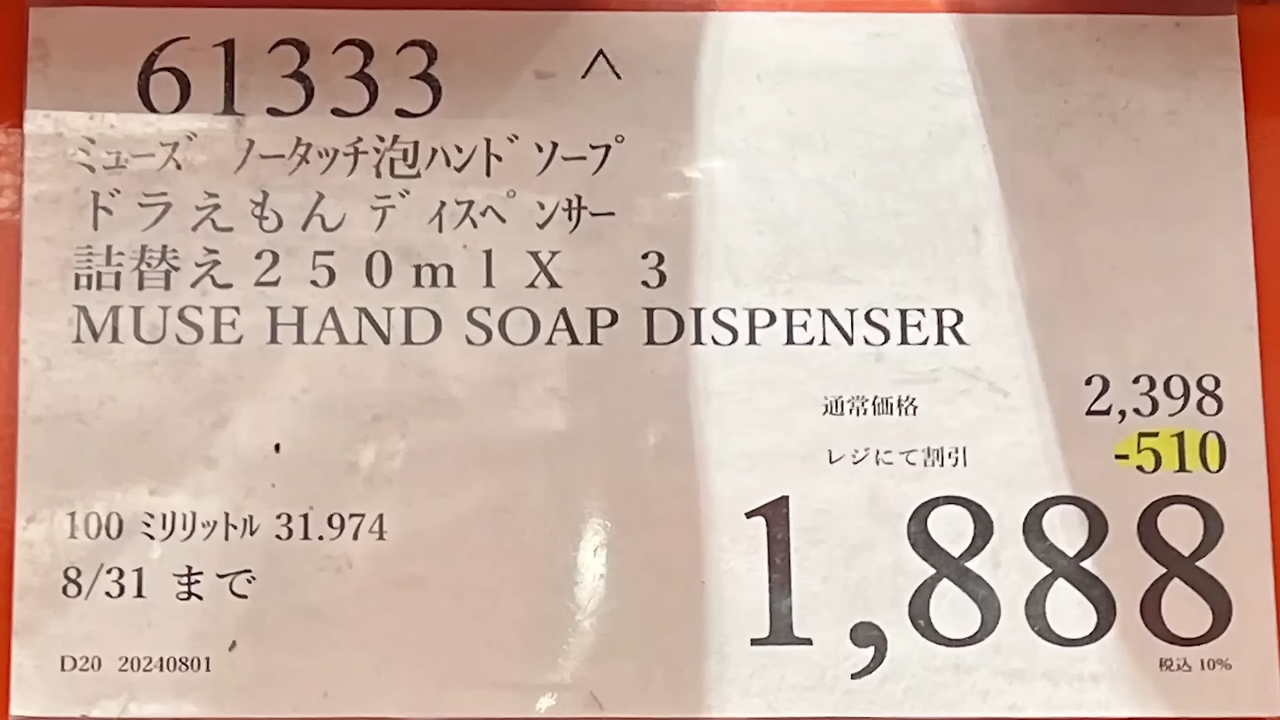 61333 ^
ﾐｭｰｽﾞ ﾉｰﾀｯﾁ泡ﾊﾝﾄﾞｿｰﾌﾟ
ドラえもんﾃﾞｨｽﾍﾟﾝｻｰ
詰替え２５０ｍｌＸ　３
MUSE HAND SOAP DISPENSER
通常価格 2,398
レジにて割引 -510
1,888
税込 10%
100 ﾐﾘﾘｯﾄﾙ 31.974
8/31 まで
D20 20240801